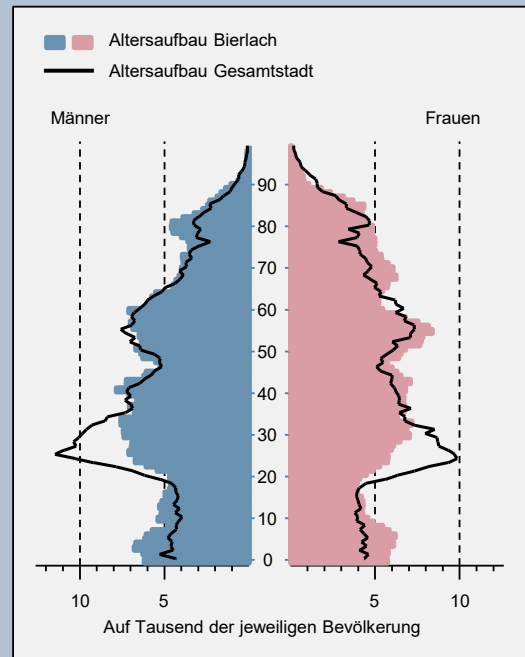 Altersaufbau Bierlach
Altersaufbau Gesamtstadt
Männer Frauen
90
80
70
60
50
40
30
20
10
0
10 5 5 10
Auf Tausend der jeweiligen Bevölkerung